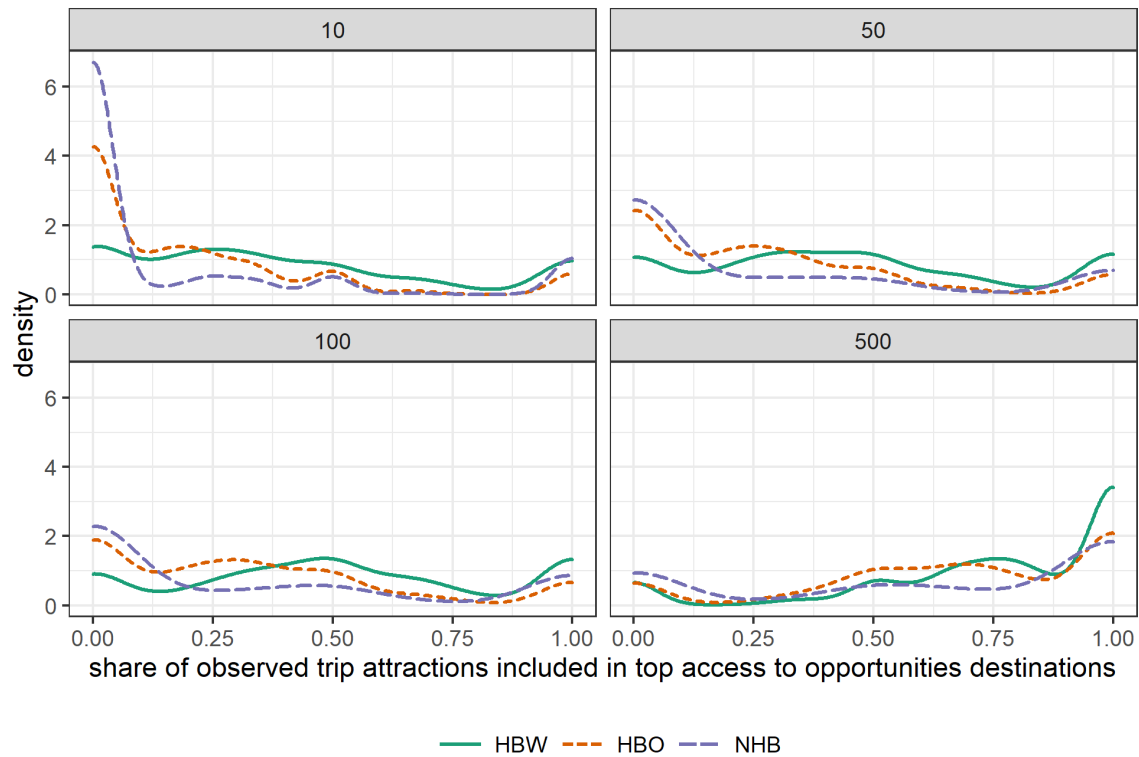 10
50
6
4
2
0
100
500
6
4
2
0
density
0.00 0.25 0.50 0.75 1.00
0.00 0.25 0.50 0.75 1.00
share of observed trip attractions included in top access to opportunities destinations
HBW HBO NHB